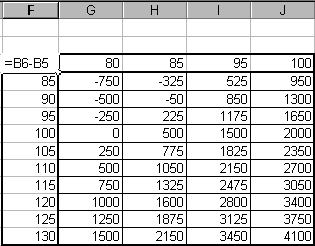 F G H I J
=B6-B5 80 85 95 100
85 -750 -325 525 950
90 -500 -50 850 1300
95 -250 225 1175 1650
100 0 500 1500 2000
105 250 775 1825 2350
110 500 1050 2150 2700
115 750 1325 2475 3050
120 1000 1600 2800 3400
125 1250 1875 3125 3750
130 1500 2150 3450 4100